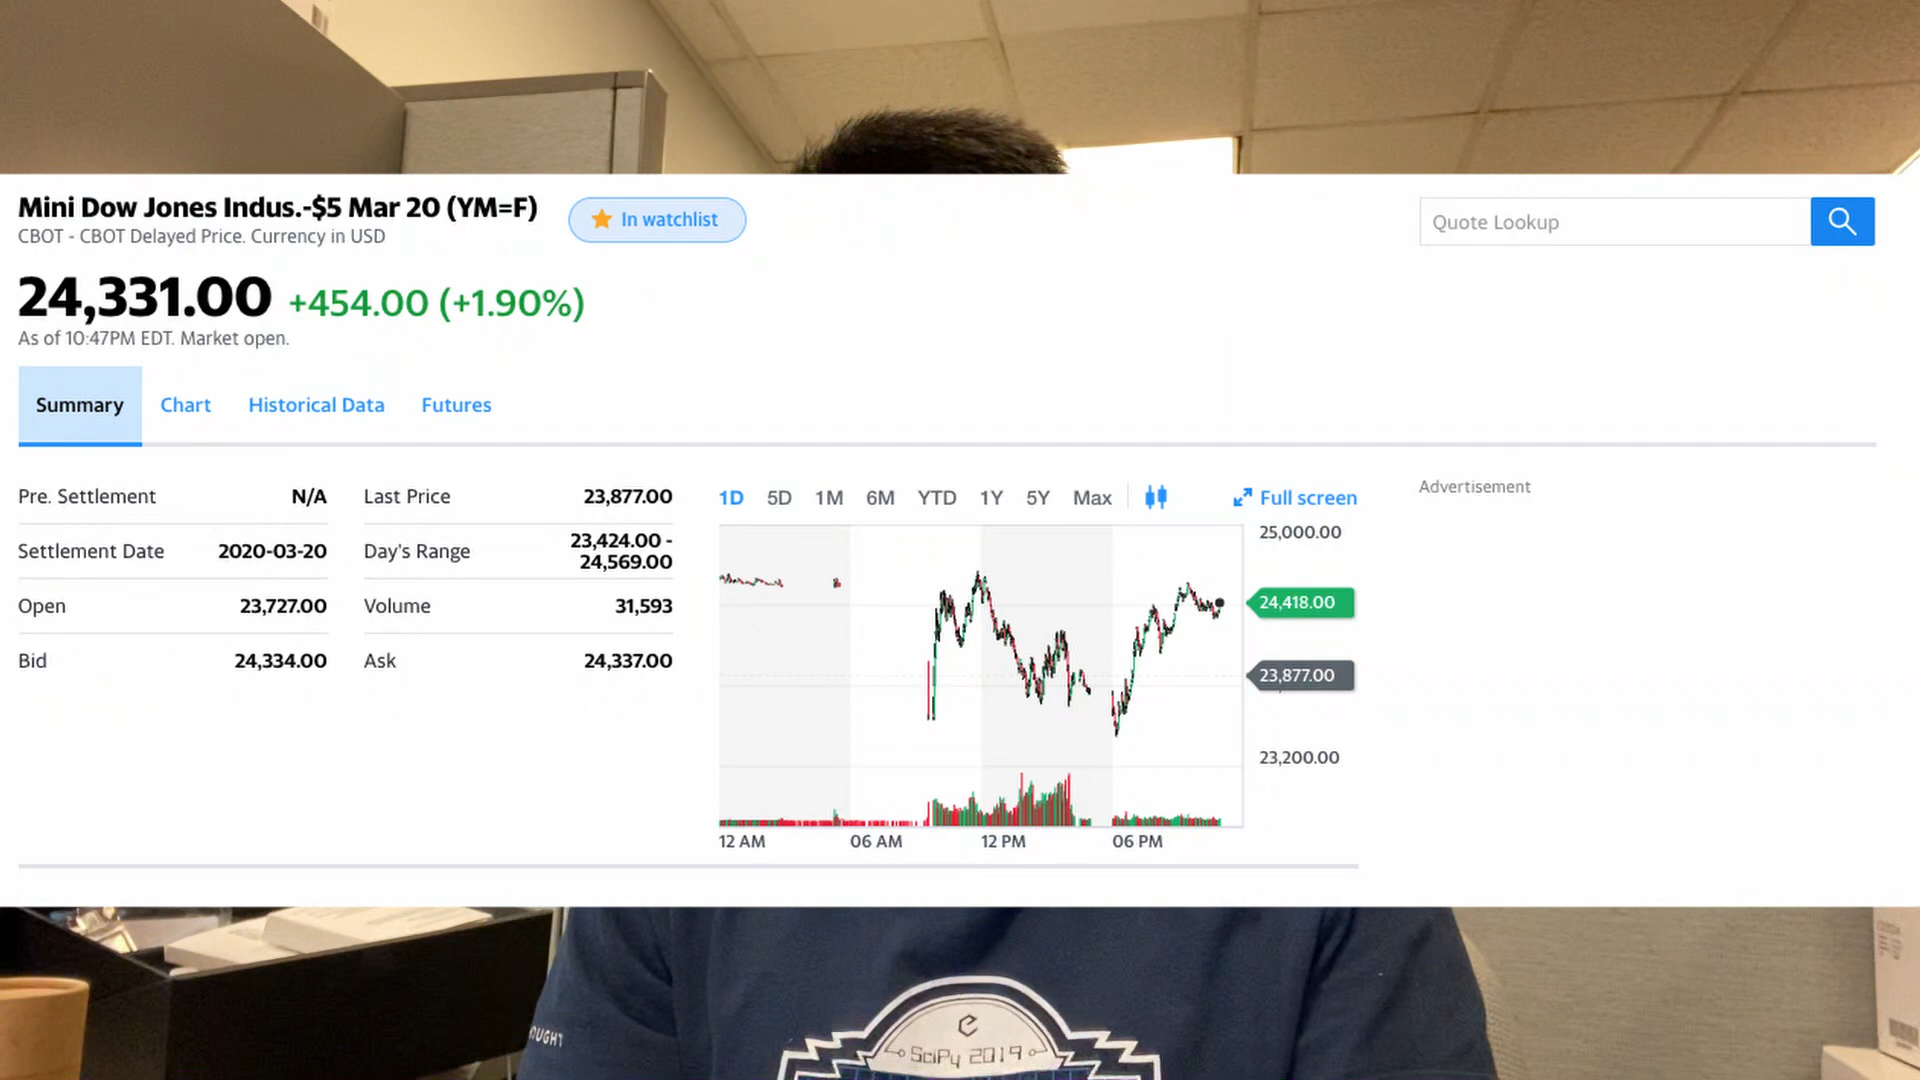 Mini Dow Jones Indus.-$5 Mar 20 (YM=F)
In watchlist
CBOT - CBOT Delayed Price. Currency in USD
Quote Lookup
24,331.00 +454.00 (+1.90%)
As of 10:47PM EDT. Market open.
Summary Chart Historical Data Futures
Pre. Settlement N/A
Settlement Date 2020-03-20
Open 23,727.00
Bid 24,334.00
Last Price 23,877.00
Day's Range 23,424.00 -
24,569.00
Volume 31,593
Ask 24,337.00
1D 5D 1M 6M YTD 1Y 5Y Max Full screen
25,000.00
24,418.00
23,877.00
23,200.00
12 AM 06 AM 12 PM 06 PM
Advertisement
SciPy 2019